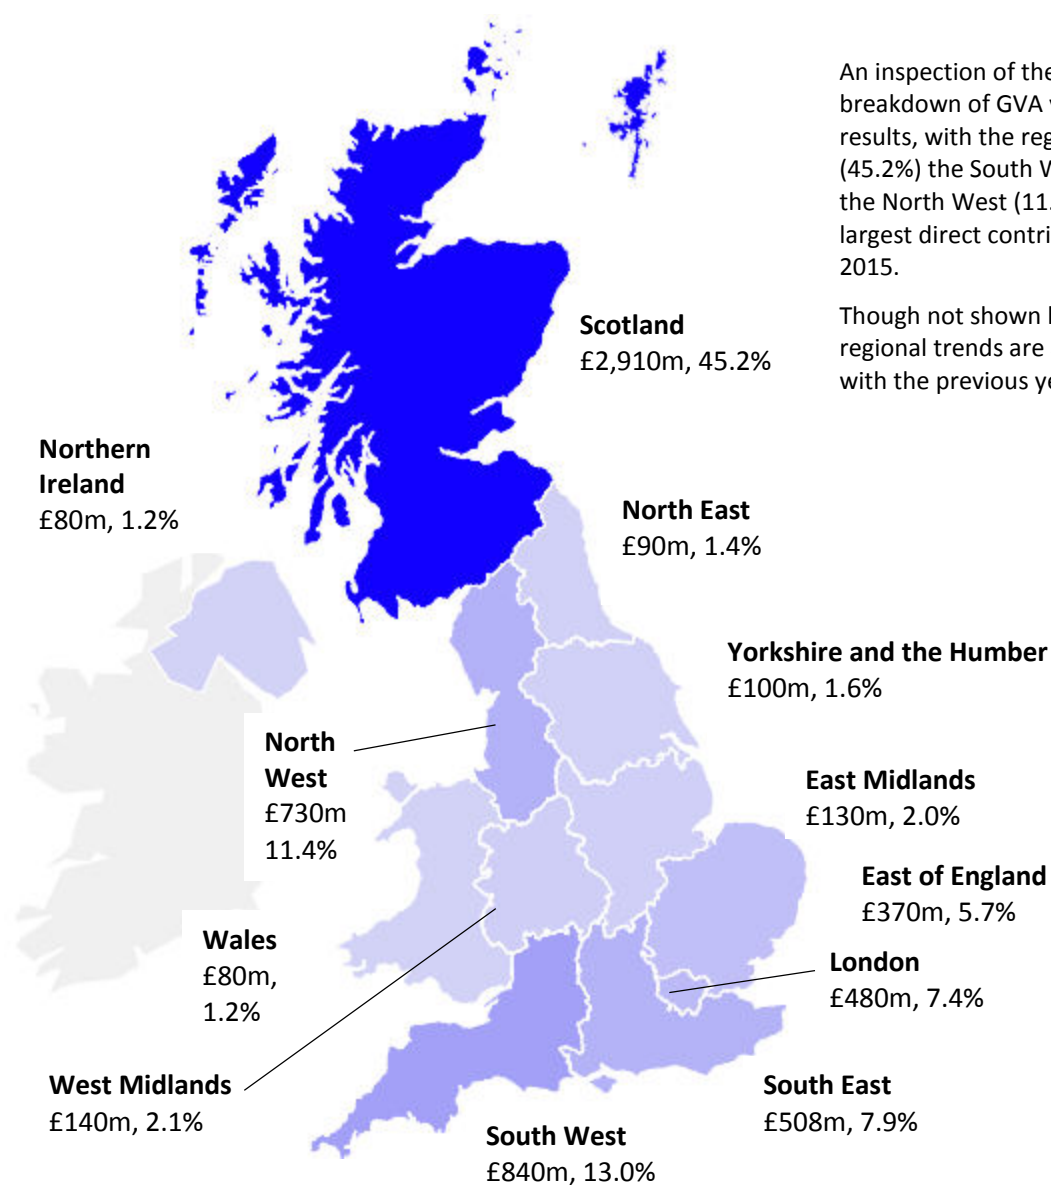 An inspection of the
breakdown of GVA
results, with the
(45.2%) the South
the North West
largest direct
2015.
Though not shown
regional trends are
with the previous
Scotland
£2,910m, 45.2%
Northern
Ireland
£80m, 1.2%
North East
£90m, 1.4%
Yorkshire and the Humber
£100m, 1.6%
North
West
£730m
11.4%
East Midlands
£130m, 2.0%
East of England
£370m, 5.7%
Wales
£80m,
1.2%
London
£480m, 7.4%
West Midlands
£140m, 2.1%
South East
£508m, 7.9%
South West
£840m, 13.0%